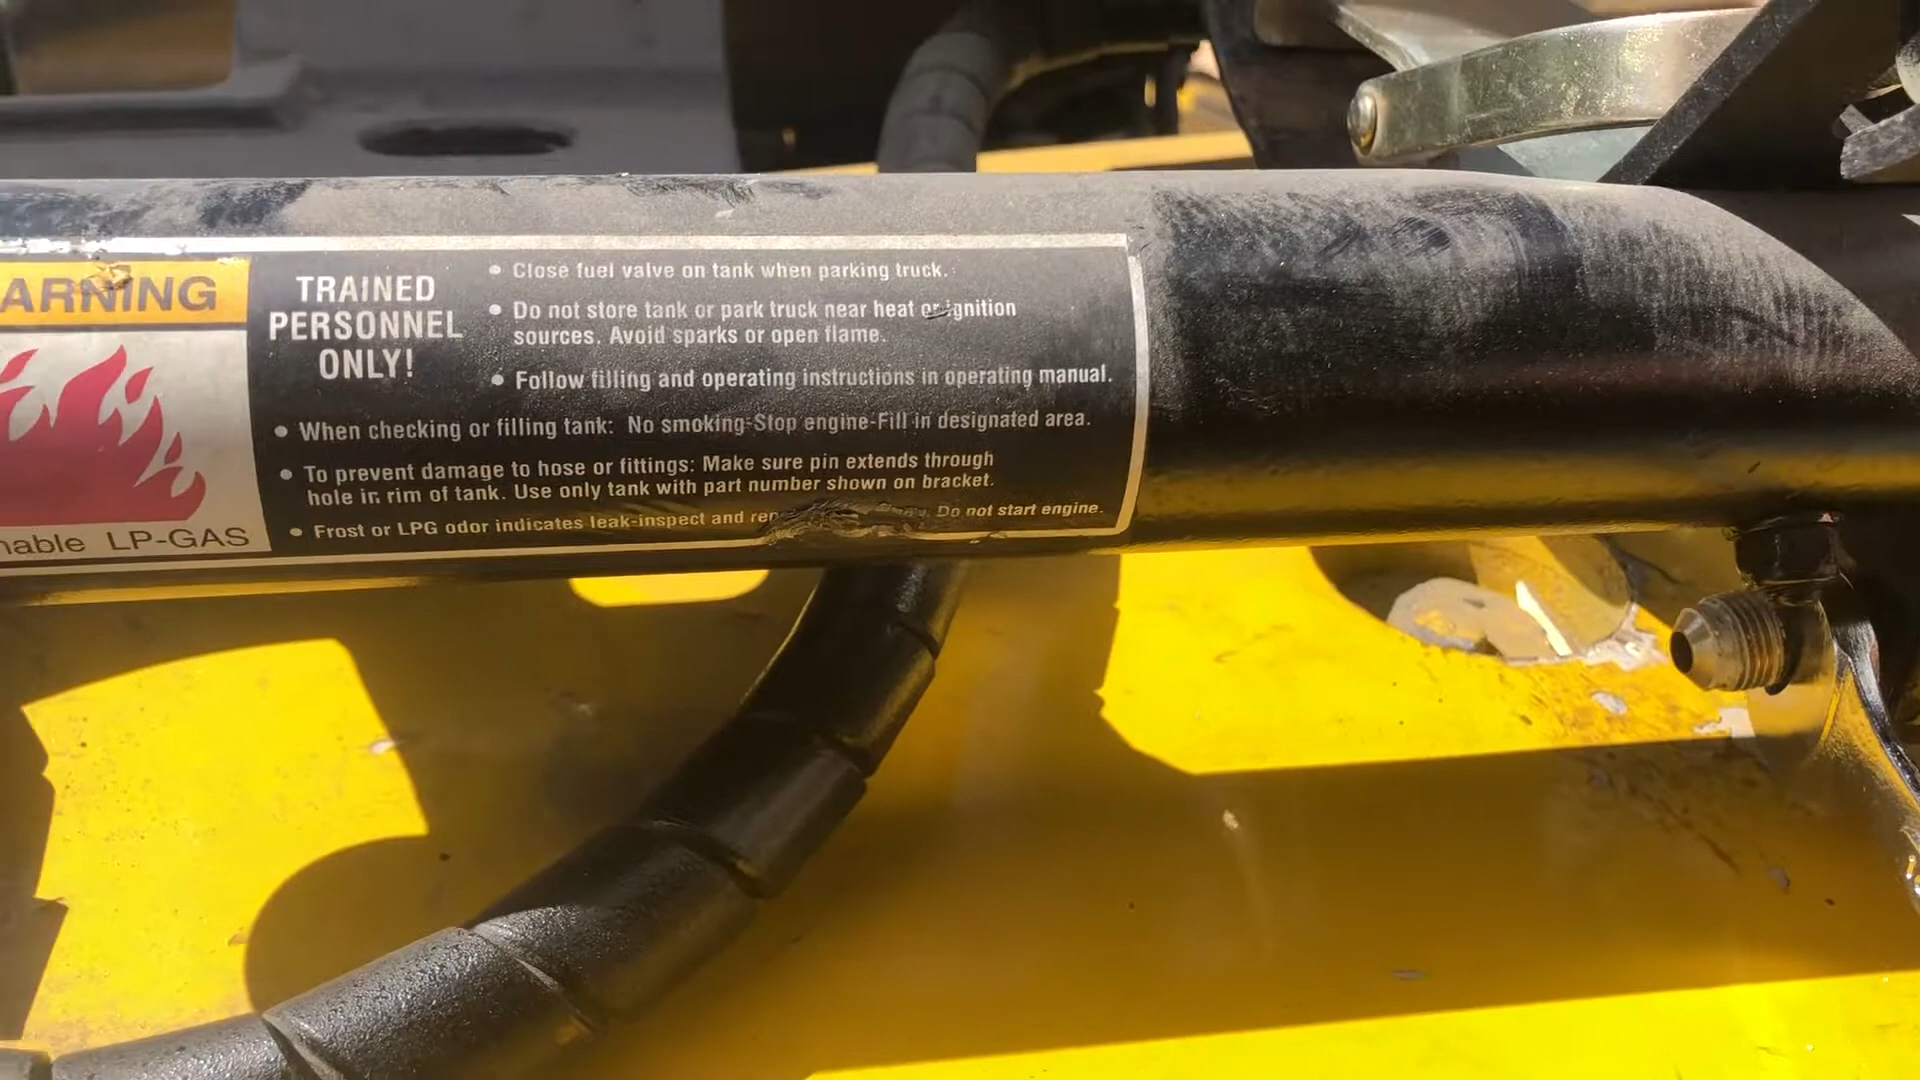 ARNING
TRAINED
PERSONNEL
ONLY!
• Close fuel valve on tank when parking truck.
• Do not store tank or park truck near heat or ignition
sources. Avoid sparks or open flame.
• Follow filling and operating instructions in operating manual.
• When checking or filling tank: No smoking-Stop engine-Fill in designated area.
• To prevent damage to hose or fittings: Make sure pin extends through
hole in rim of tank. Use only tank with part number shown on bracket.
• Frost or LPG odor indicates leak-inspect and Do not start engine.
mable LP-GAS